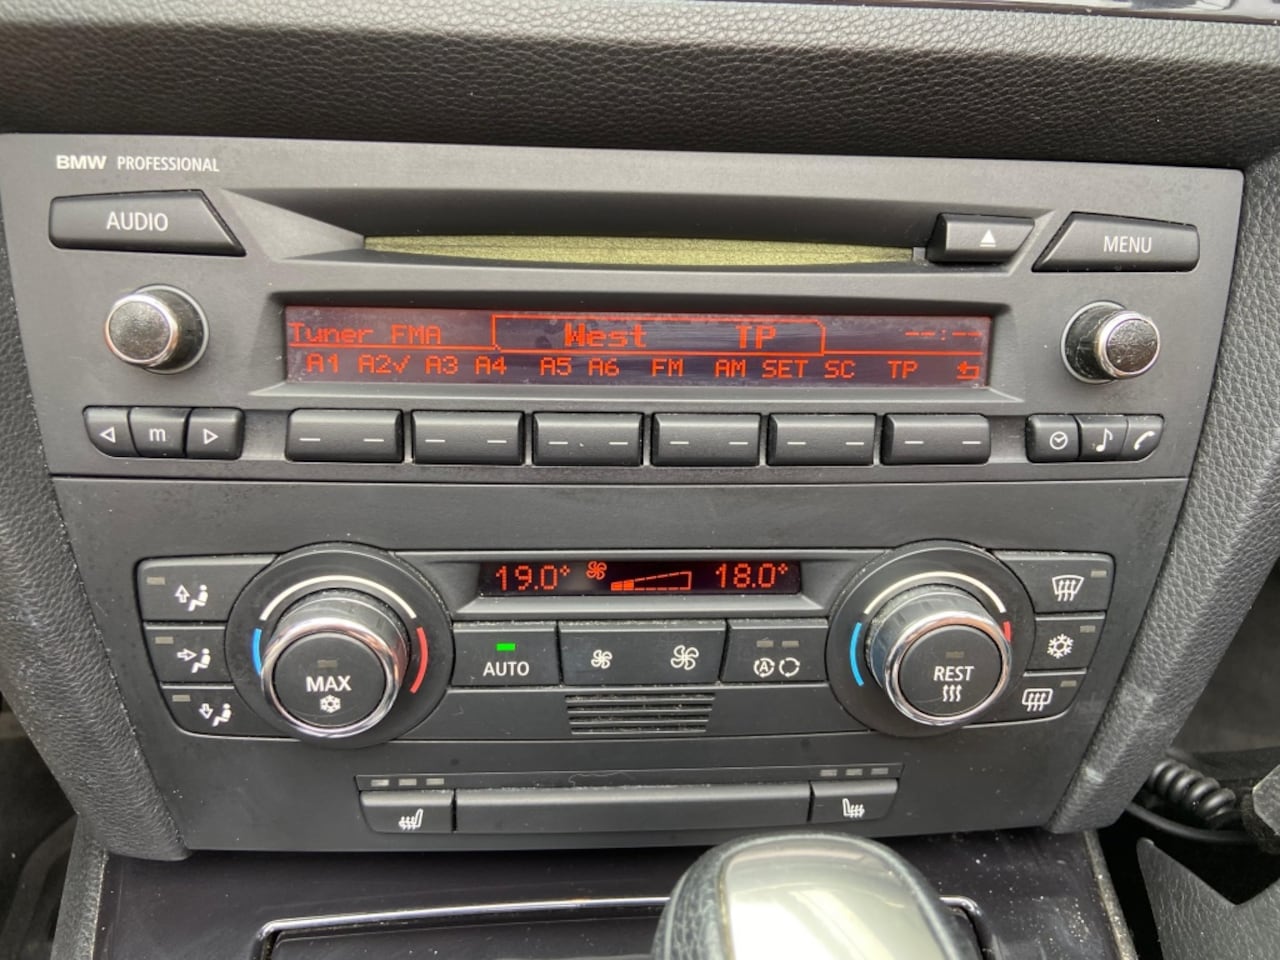 BMW PROFESSIONAL
AUDIO
MENU
Tuner FMA West TP --:--
A1 A2✓ A3 A4 A5 A6 FM AM SET SC TP
m
19.0° 18.0°
AUTO
A
MAX
REST